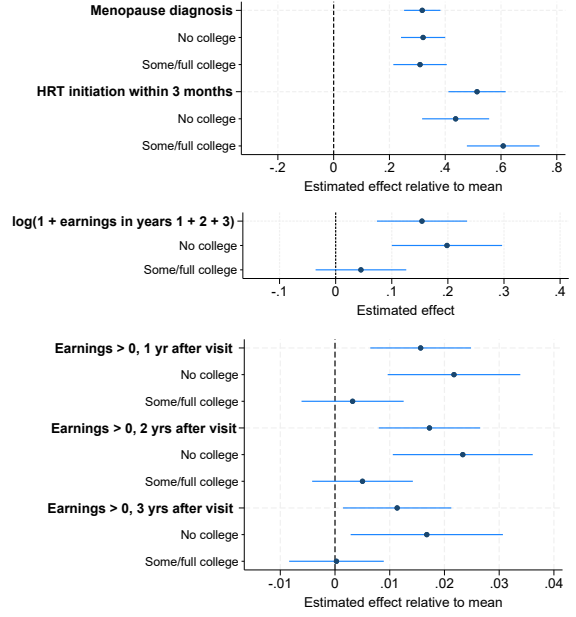 Menopause diagnosis
No college
Some/full college
HRT initiation within 3 months
No college
Some/full college
-.2 0 .2 .4 .6 .8
Estimated effect relative to mean
log(1 + earnings in years 1 + 2 + 3)
No college
Some/full college
-.1 0 .1 .2 .3 .4
Estimated effect
Earnings > 0, 1 yr after visit
No college
Some/full college
Earnings > 0, 2 yrs after visit
No college
Some/full college
Earnings > 0, 3 yrs after visit
No college
Some/full college
-.01 0 .01 .02 .03 .04
Estimated effect relative to mean